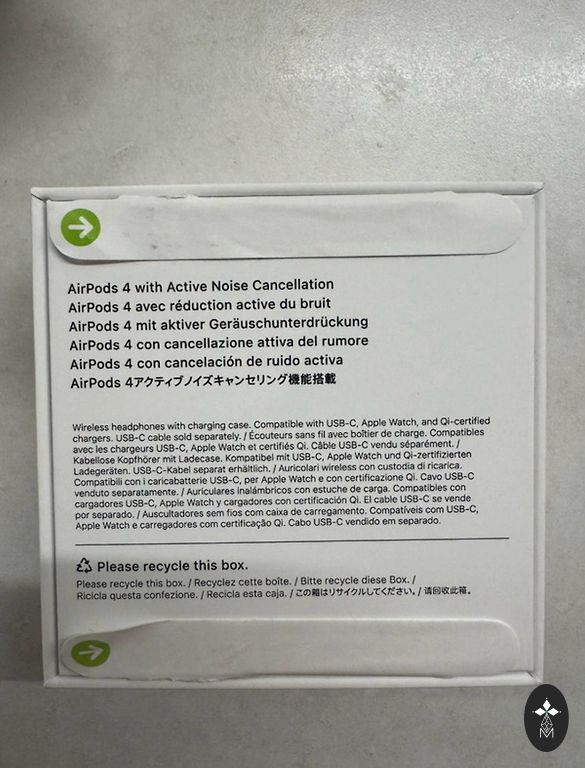 AirPods 4 with Active Noise Cancellation
AirPods 4 avec réduction active du bruit
AirPods 4 mit aktiver Geräuschunterdrückung
AirPods 4 con cancellazione attiva del rumore
AirPods 4 con cancelación de ruido activa
AirPods 4アクティブノイズキャンセリング機能搭載
Wireless headphones with charging case. Compatible with USB-C, Apple Watch, and Qi-certified
chargers. USB-C cable sold separately. / Écouteurs sans fil avec boîtier de charge. Compatibles
avec les chargeurs USB-C, Apple Watch et certifiés Qi. Câble USB-C vendu séparément. /
Kabellose Kopfhörer mit Ladecase. Kompatibel mit USB-C, Apple Watch und Qi-zertifizierten
Ladegeräten. USB-C-Kabel separat erhältlich. / Auricolari wireless con custodia di ricarica.
Compatibili con i caricabatterie USB-C, per Apple Watch e con certificazione Qi. Cavo USB-C
venduto separatamente. / Auriculares inalámbricos con estuche de carga. Compatibles con
cargadores USB-C, Apple Watch y cargadores con certificación Qi. El cable USB-C se vende
por separado. / Auscultadores sem fios com caixa de carregamento. Compatíveis com USB-C,
Apple Watch e carregadores com certificação Qi. Cabo USB-C vendido em separado.
Please recycle this box.
Please recycle this box. / Recyclez cette boîte. / Bitte recycle diese Box. /
Ricicla questa confezione. / Recicla esta caja. / この箱はリサイクルしてください。/ 请回收此箱。
M